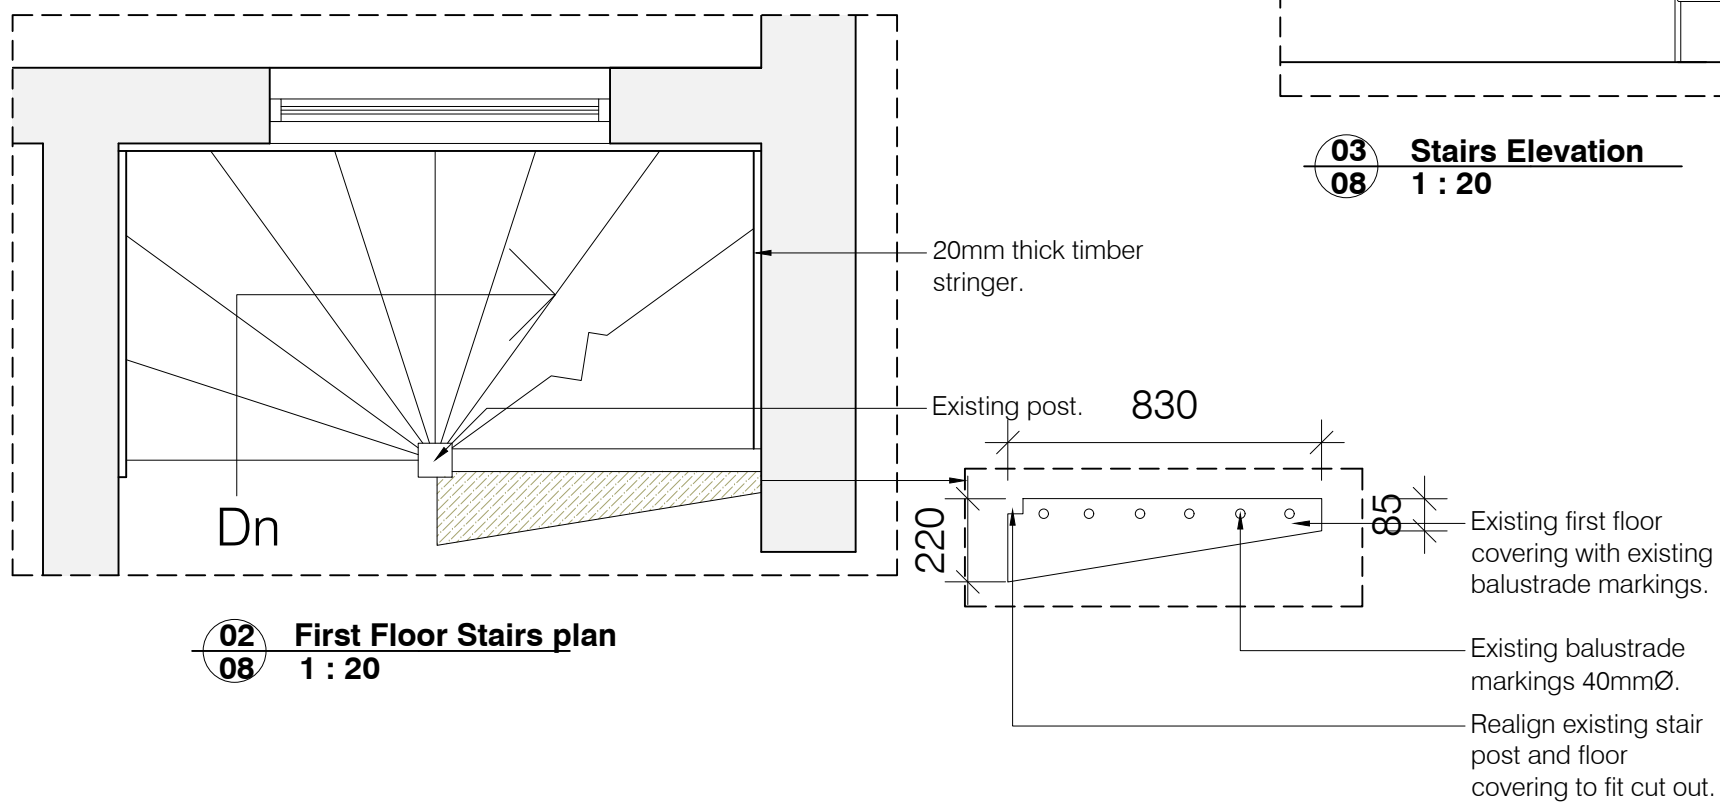 03
08
Stairs Elevation
1 : 20
20mm thick timber
stringer.
Existing post.
Dn
02
08
First Floor Stairs plan
1 : 20
830
220
85
Existing first floor
covering with existing
balustrade markings.
Existing balustrade
markings 40mmØ.
Realign existing stair
post and floor
covering to fit cut out.